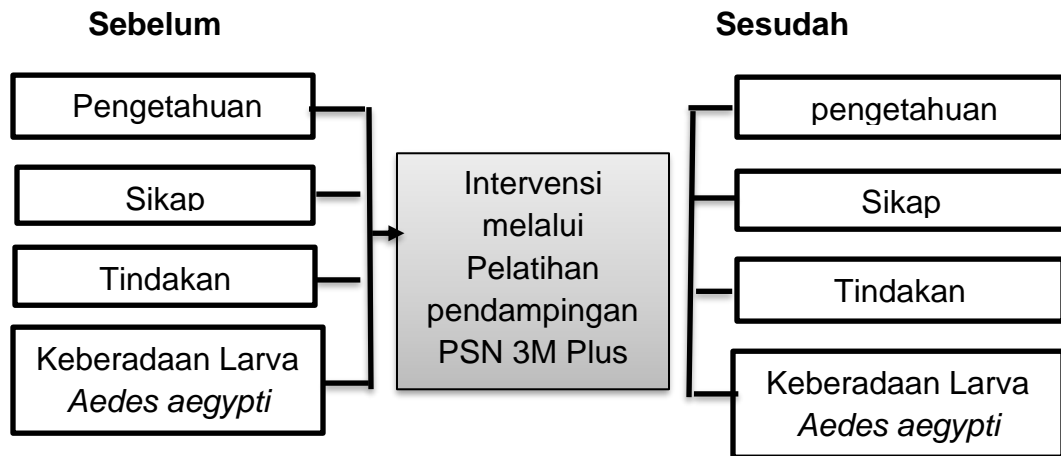 Sebelum
Sesudah
Pengetahuan
Sikap
Tindakan
Keberadaan Larva
Aedes aegypti
Intervensi
melalui
Pelatihan
pendampingan
PSN 3M Plus
pengetahuan
Sikap
Tindakan
Keberadaan Larva
Aedes aegypti